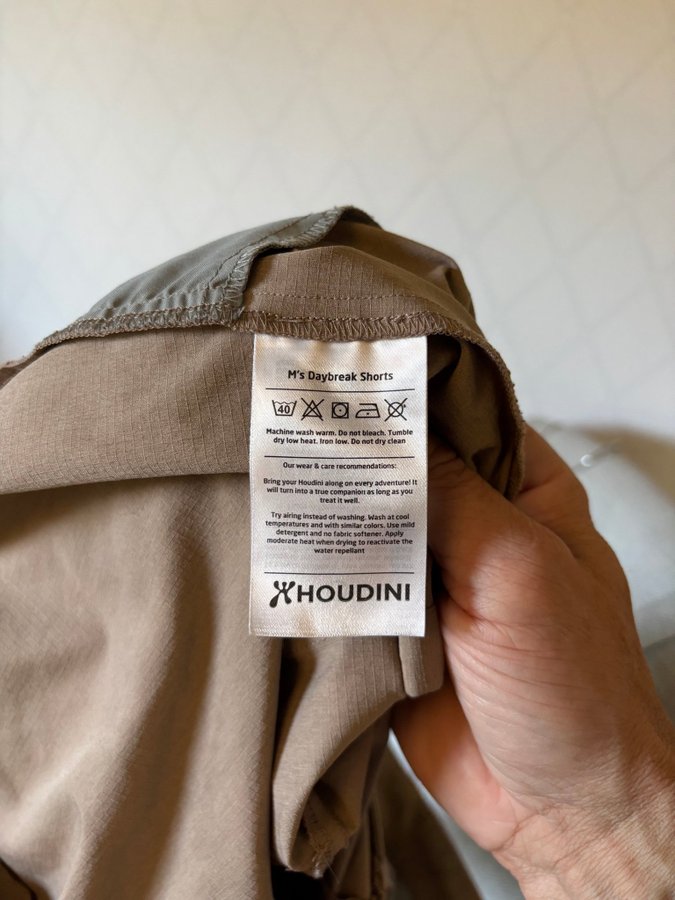 M's Daybreak Shorts
40
Machine wash warm. Do not bleach. Tumble
dry low heat. Iron low. Do not dry clean
Our wear & care recommendations:
Bring your Houdini along on every adventure! It
will turn into a true companion as long as you
treat it well.
Try airing instead of washing. Wash at cool
temperatures and with similar colors. Use mild
detergent and no fabric softener. Apply
moderate heat when drying to reactivate the
water repellant
HOUDINI